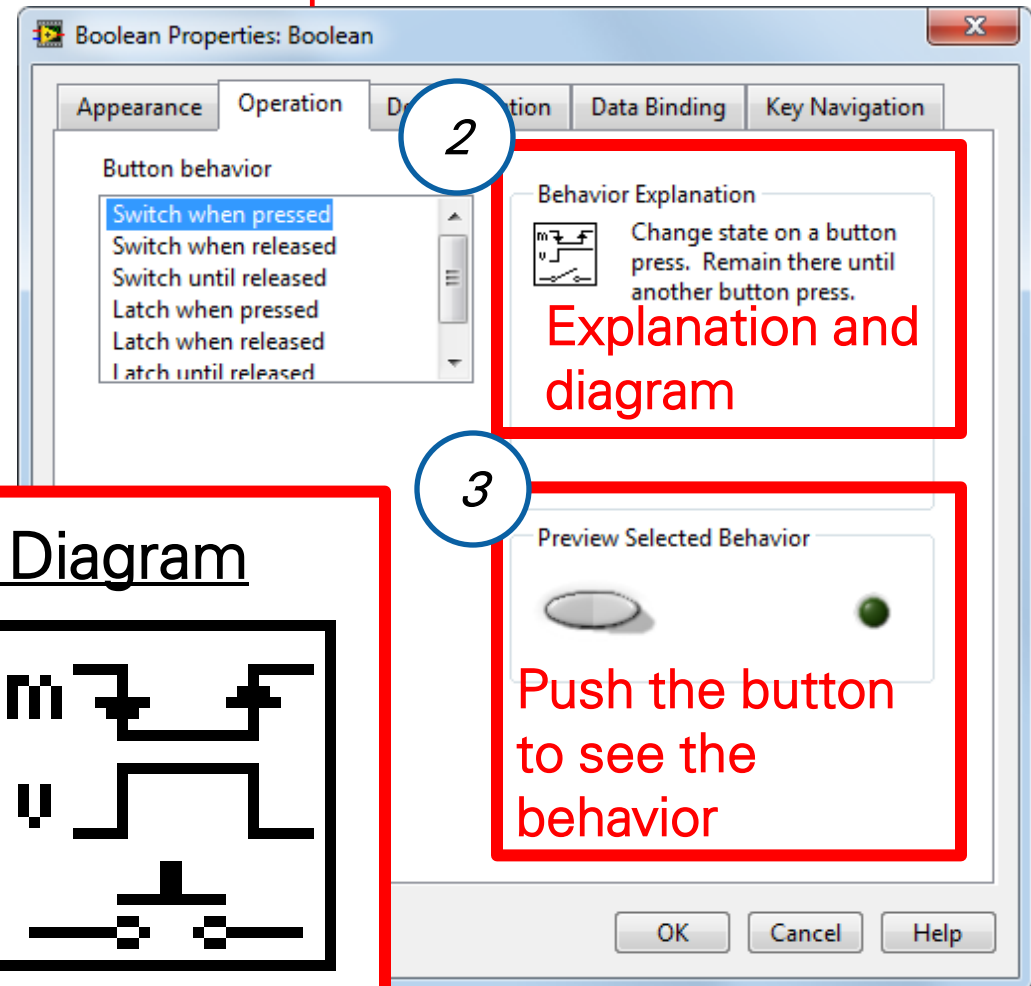 Boolean Properties: Boolean
Appearance
Operation
Data Binding
Key Navigation
2
Button behavior
Switch when pressed
Switch when released
Switch until released
Latch when pressed
Latch when released
Latch until released
Behavior Explanation
m
v
Change state on a button
press. Remain there until
another button press.
Explanation and
diagram
3
Preview Selected Behavior
Push the button
to see the
behavior
Diagram
m
v
OK
Cancel
Help